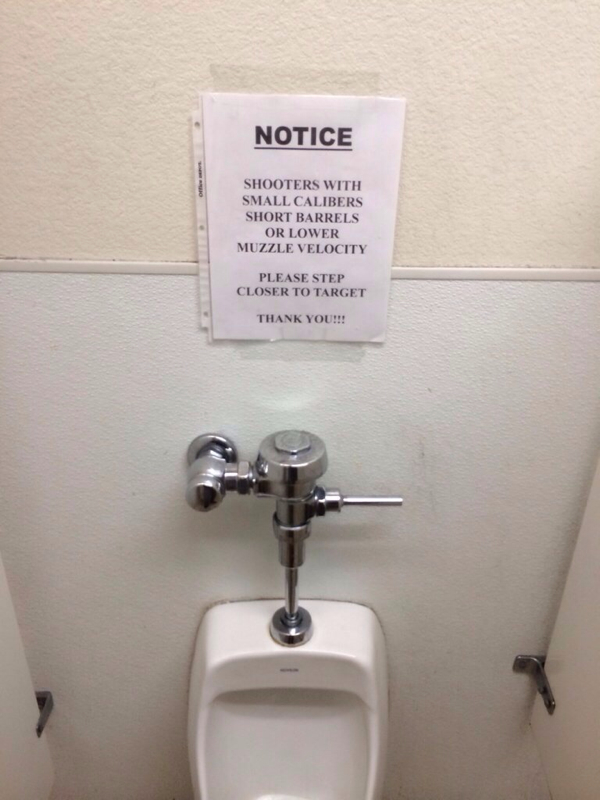 NOTICE
SHOOTERS WITH
SMALL CALIBERS
SHORT BARRELS
OR LOWER
MUZZLE VELOCITY
PLEASE STEP
CLOSER TO TARGET
THANK YOU!!!